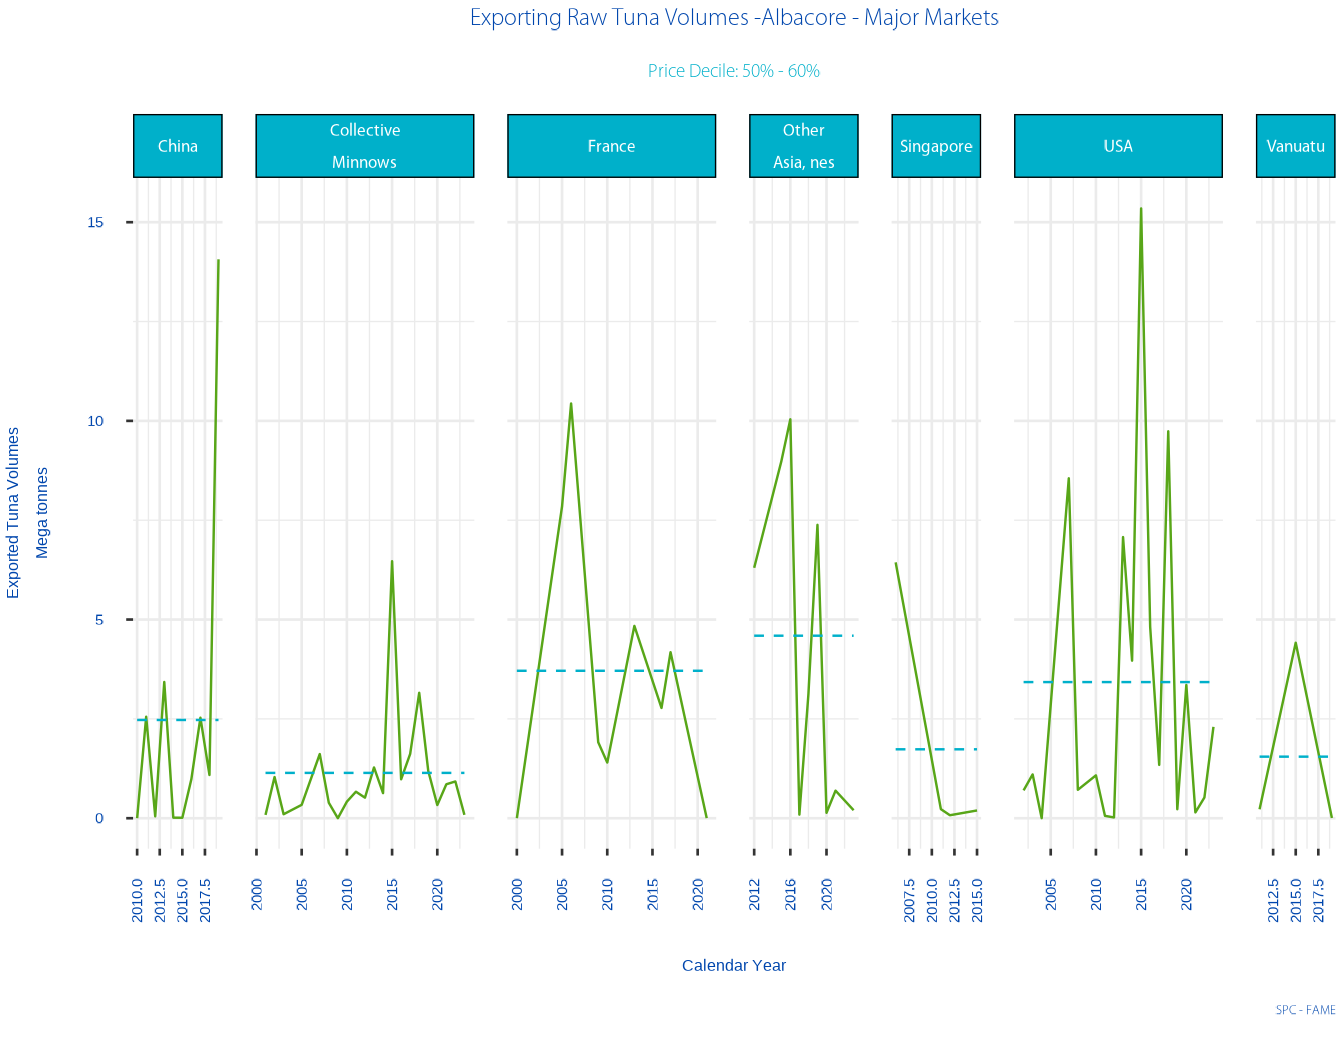 Exporting Raw Tuna Volumes -Albacore - Major Markets
Price Decile: 50% - 60%
China
Collective
Minnows
France
Other
Asia, nes
Singapore
USA
Vanuatu
Exported Tuna Volumes
Mega tonnes
15
10
5
0
2010.0 2012.5 2015.0 2017.5
2000 2005 2010 2015 2020
2000 2005 2010 2015 2020
2012 2016 2020
2007.5 2010.0 2012.5 2015.0
2005 2010 2015 2020
2012.5 2015.0 2017.5
Calendar Year
SPC - FAME